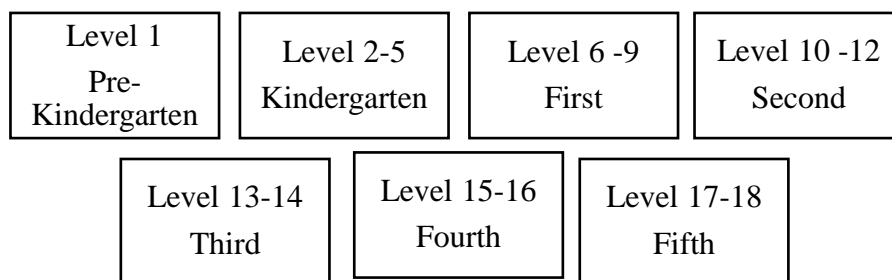 Level 1
Pre-
Kindergarten
Level 2-5
Kindergarten
Level 6 -9
First
Level 10 -12
Second
Level 13-14
Third
Level 15-16
Fourth
Level 17-18
Fifth